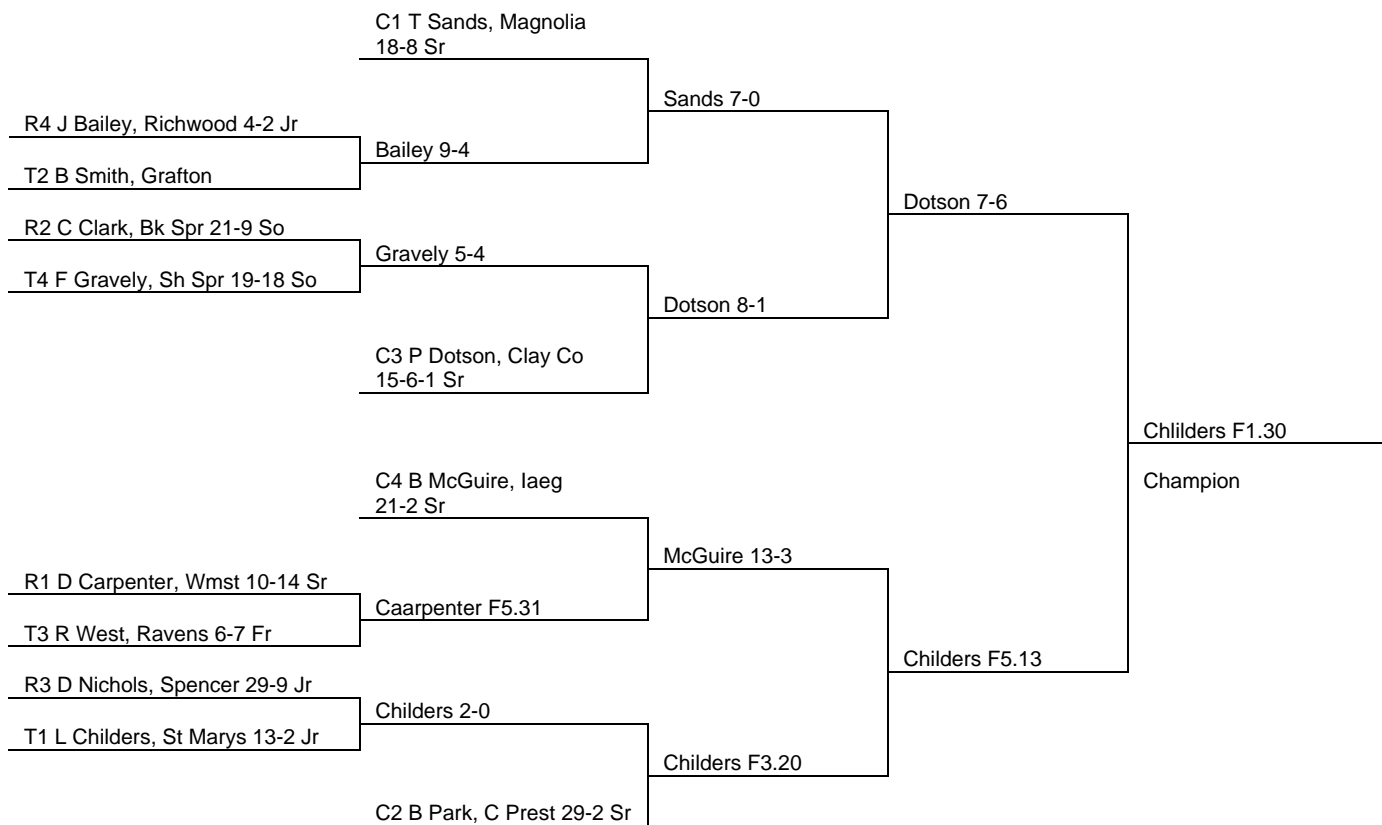 C1 T Sands, Magnolia
18-8 Sr
Sands 7-0
R4 J Bailey, Richwood 4-2 Jr
Bailey 9-4
T2 B Smith, Grafton
Dotson 7-6
R2 C Clark, Bk Spr 21-9 So
Gravely 5-4
T4 F Gravely, Sh Spr 19-18 So
Dotson 8-1
C3 P Dotson, Clay Co
15-6-1 Sr
Chlilders F1.30
C4 B McGuire, Iaeg
21-2 Sr
Champion
McGuire 13-3
R1 D Carpenter, Wmst 10-14 Sr
Caarpenter F5.31
T3 R West, Ravens 6-7 Fr
Childers F5.13
R3 D Nichols, Spencer 29-9 Jr
Childers 2-0
T1 L Childers, St Marys 13-2 Jr
Childers F3.20
C2 B Park, C Prest 29-2 Sr